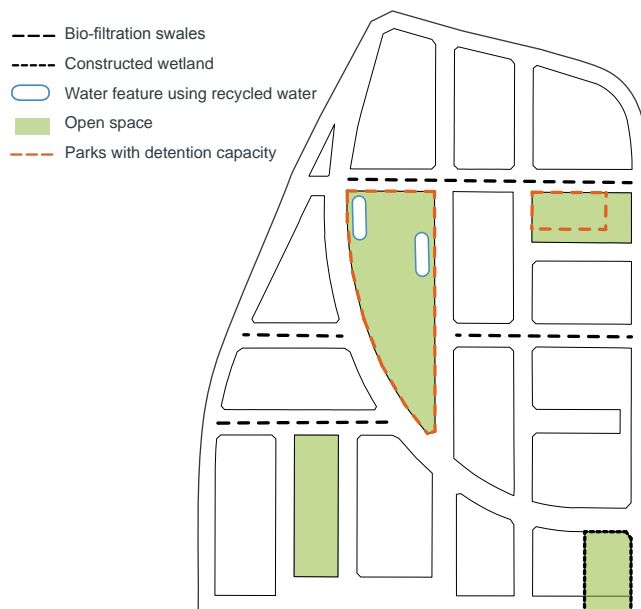 Bio-filtration swales
Constructed wetland
Water feature using recycled water
Open space
Parks with detention capacity